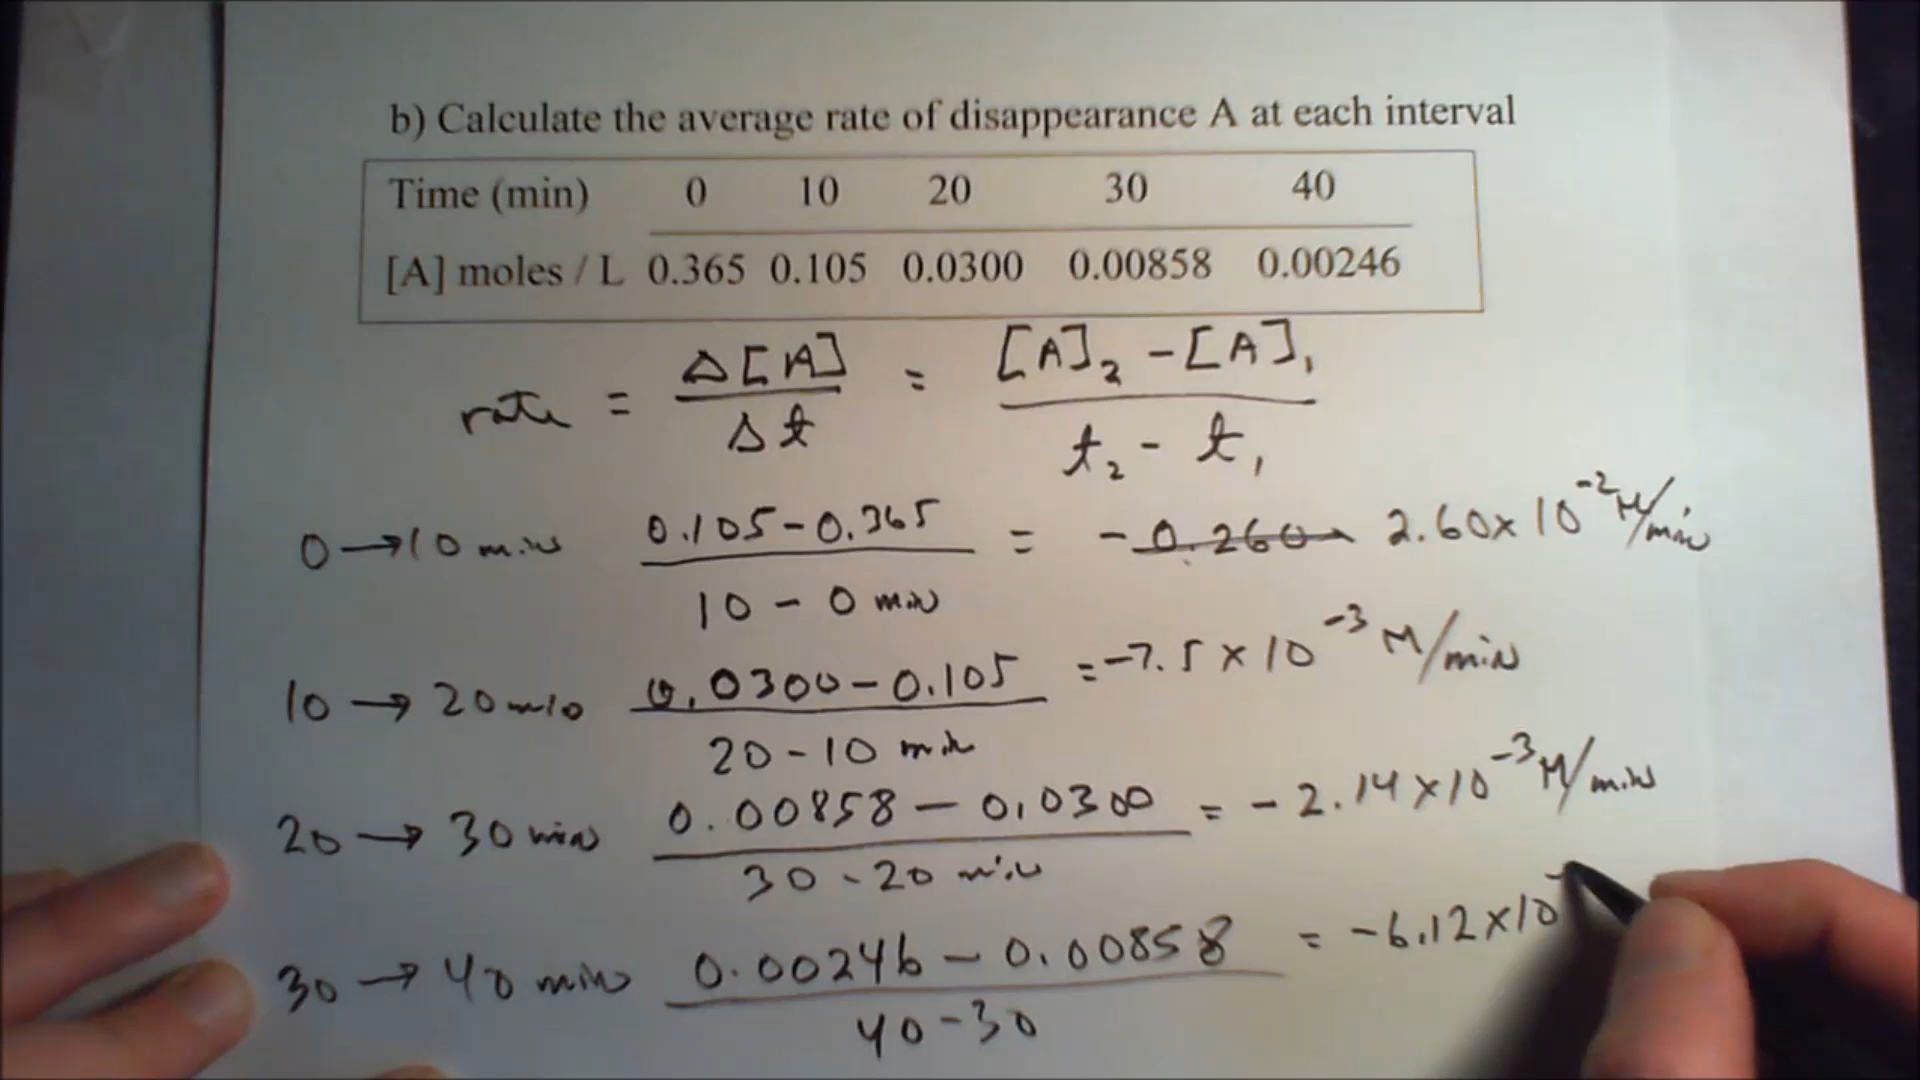 b) Calculate the average rate of disappearance A at each interval
Time (min) 0 10 20 30 40
[A] moles / L 0.365 0.105 0.0300 0.00858 0.00246
rate = Δ[A] / Δt = [A]₂ - [A]₁ / t₂ - t₁
0 → 10 min 0.105 - 0.365 / 10 - 0 min = - 0.260 2.60 x 10⁻² M/min
10 → 20 min 0.0300 - 0.105 / 20 - 10 min = -7.5 x 10⁻³ M/min
20 → 30 min 0.00858 - 0.0300 / 30 - 20 min = - 2.14 x 10⁻³ M/min
30 → 40 min 0.00246 - 0.00858 / 40 - 30 = -6.12 x 10⁻